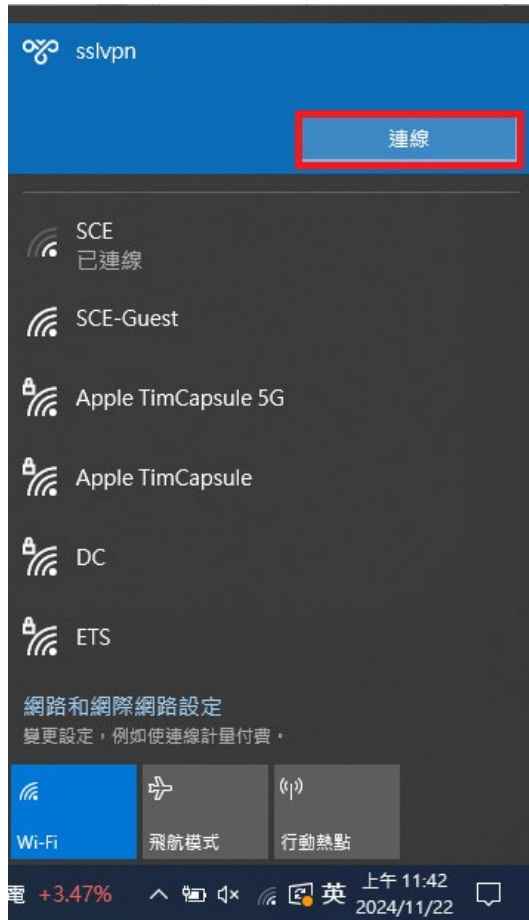 sslvpn
連線
SCE
已連線
SCE-Guest
Apple TimCapsule 5G
Apple TimCapsule
DC
ETS
網路和網際網路設定
變更設定，例如使連線計量付費。
Wi-Fi
飛航模式
行動熱點
電 +3.47%
英
上午 11:42
2024/11/22